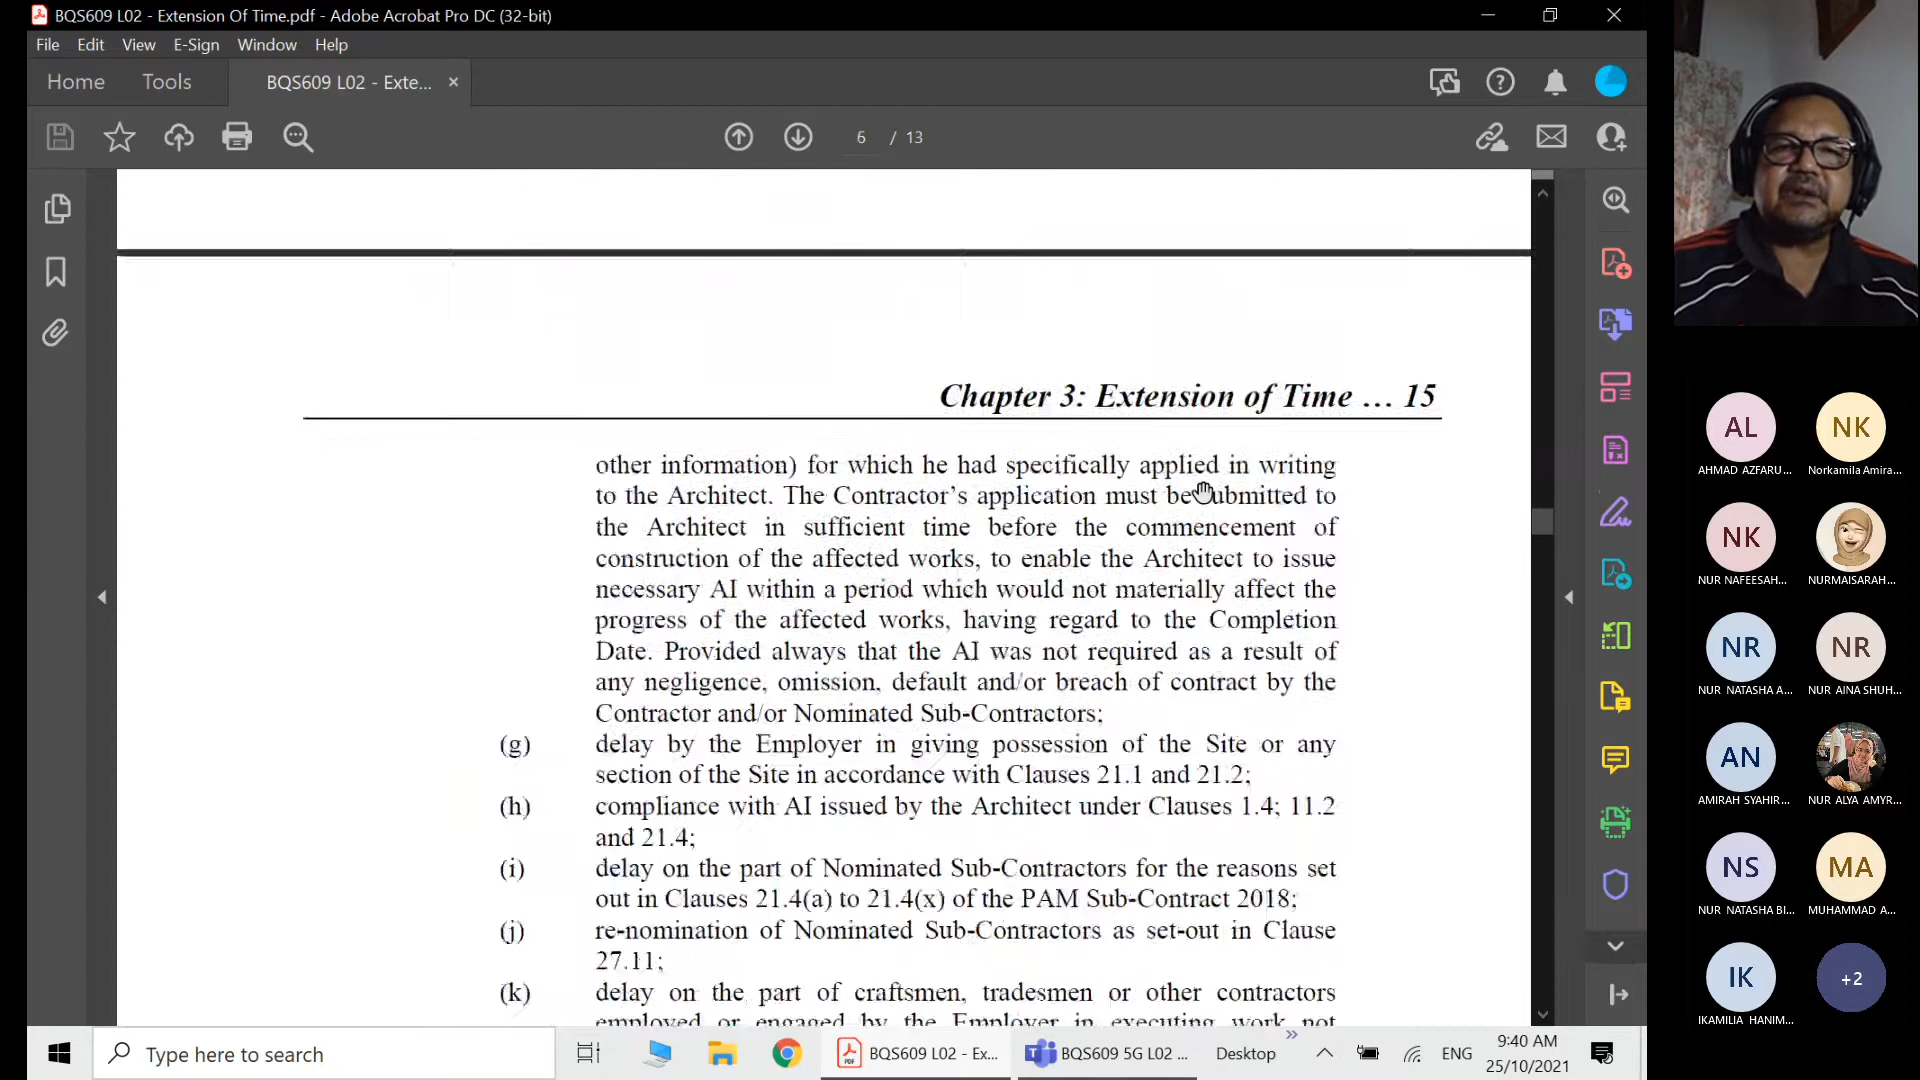 BQS609 L02 - Extension Of Time.pdf - Adobe Acrobat Pro DC (32-bit)
File Edit View E-Sign Window Help
Home Tools BQS609 L02 - Exte...
6 / 13
Chapter 3: Extension of Time … 15
other information) for which he had specifically applied in writing
to the Architect. The Contractor's application must be submitted to
the Architect in sufficient time before the commencement of
construction of the affected works, to enable the Architect to issue
necessary AI within a period which would not materially affect the
progress of the affected works, having regard to the Completion
Date. Provided always that the AI was not required as a result of
any negligence, omission, default and/or breach of contract by the
Contractor and/or Nominated Sub-Contractors;
(g) delay by the Employer in giving possession of the Site or any
section of the Site in accordance with Clauses 21.1 and 21.2;
(h) compliance with AI issued by the Architect under Clauses 1.4; 11.2
and 21.4;
(i) delay on the part of Nominated Sub-Contractors for the reasons set
out in Clauses 21.4(a) to 21.4(x) of the PAM Sub-Contract 2018;
(j) re-nomination of Nominated Sub-Contractors as set-out in Clause
27.11;
(k) delay on the part of craftsmen, tradesmen or other contractors
employed or engaged by the Employer in executing work not
AL NK
AHMAD AZFARU... Norkamila Amira...
NK
NUR NAFEESAH... NURMAISARAH...
NR NR
NUR NATASHA A... NUR AINA SHUH...
AN
AMIRAH SYAHIR... NUR ALYA AMYR...
NS MA
NUR NATASHA BI... MUHAMMAD A...
IK +2
IKAMILIA HANIM...
Type here to search
BQS609 L02 - Ex...
BQS609 5G L02 ...
Desktop
ENG
9:40 AM
25/10/2021